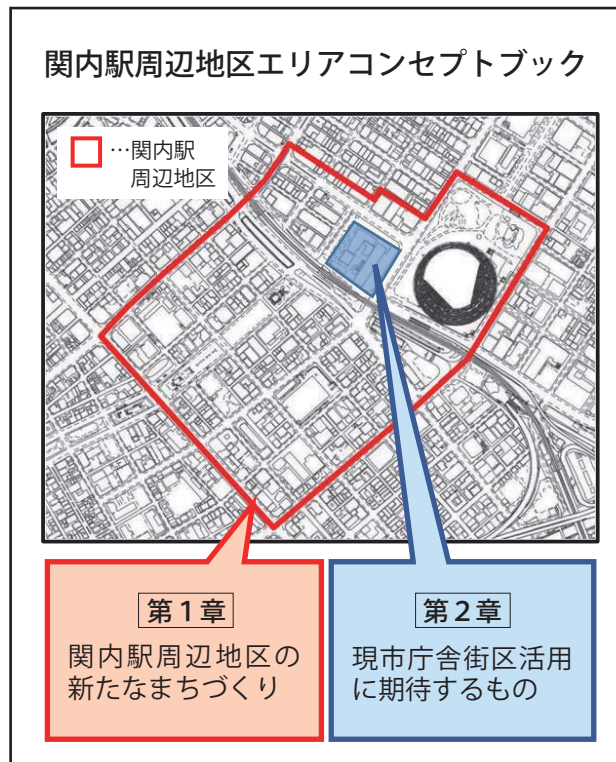 関内駅周辺地区エリアコンセプトブック
…関内駅
周辺地区
第1章
関内駅周辺地区の
新たなまちづくり
第2章
現市庁舎街区活用
に期待するもの